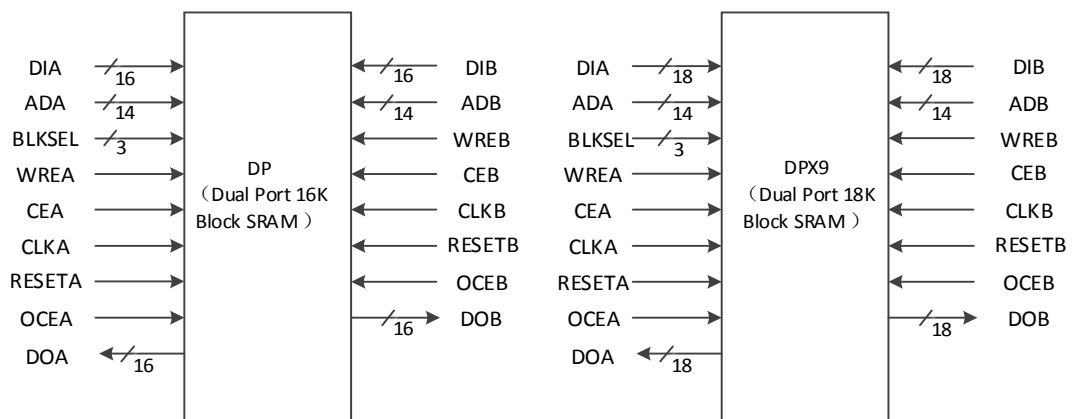 DIA 16 16 DIB
ADA 14 14 ADB
BLKSEL 3 WREB
WREA CEB
CEA CLKB
CLKA RESETB
RESETA OCEB
OCEA 16 DOB
DOA 16
DP
（Dual Port 16K
Block SRAM）
DIA 18 18 DIB
ADA 14 14 ADB
BLKSEL 3 WREB
WREA CEB
CEA CLKB
CLKA RESETB
RESETA OCEB
OCEA 18 DOB
DOA 18
DPX9
（Dual Port 18K
Block SRAM）